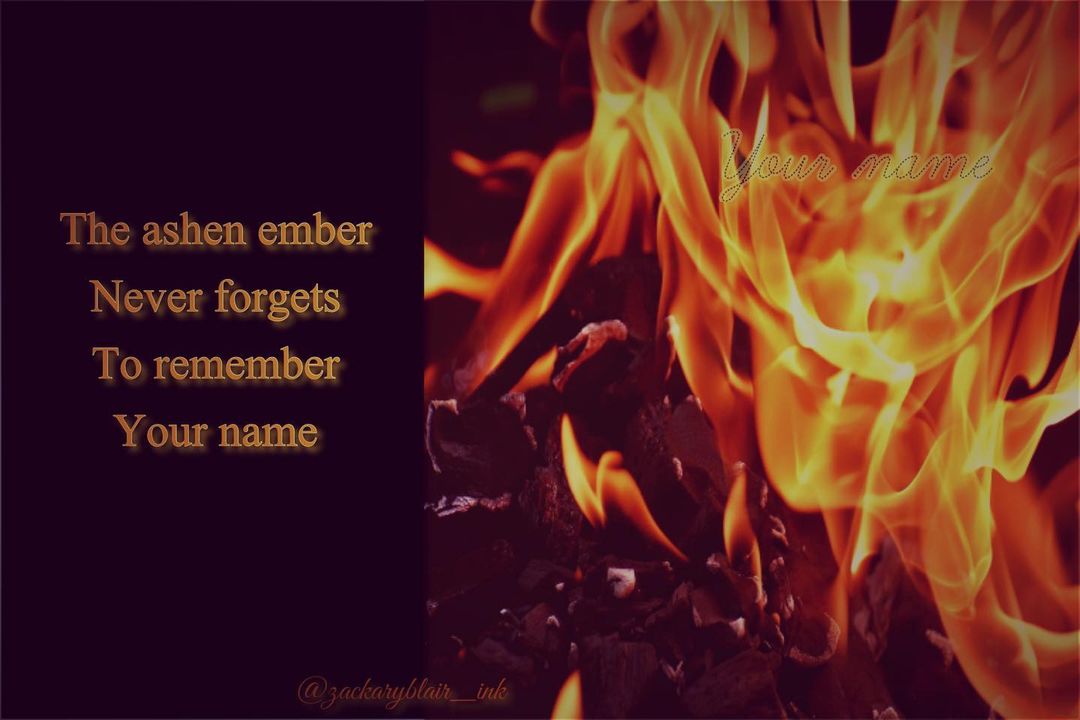 The ashen ember
Never forgets
To remember
Your name
Your name
@zackaryblair__ink